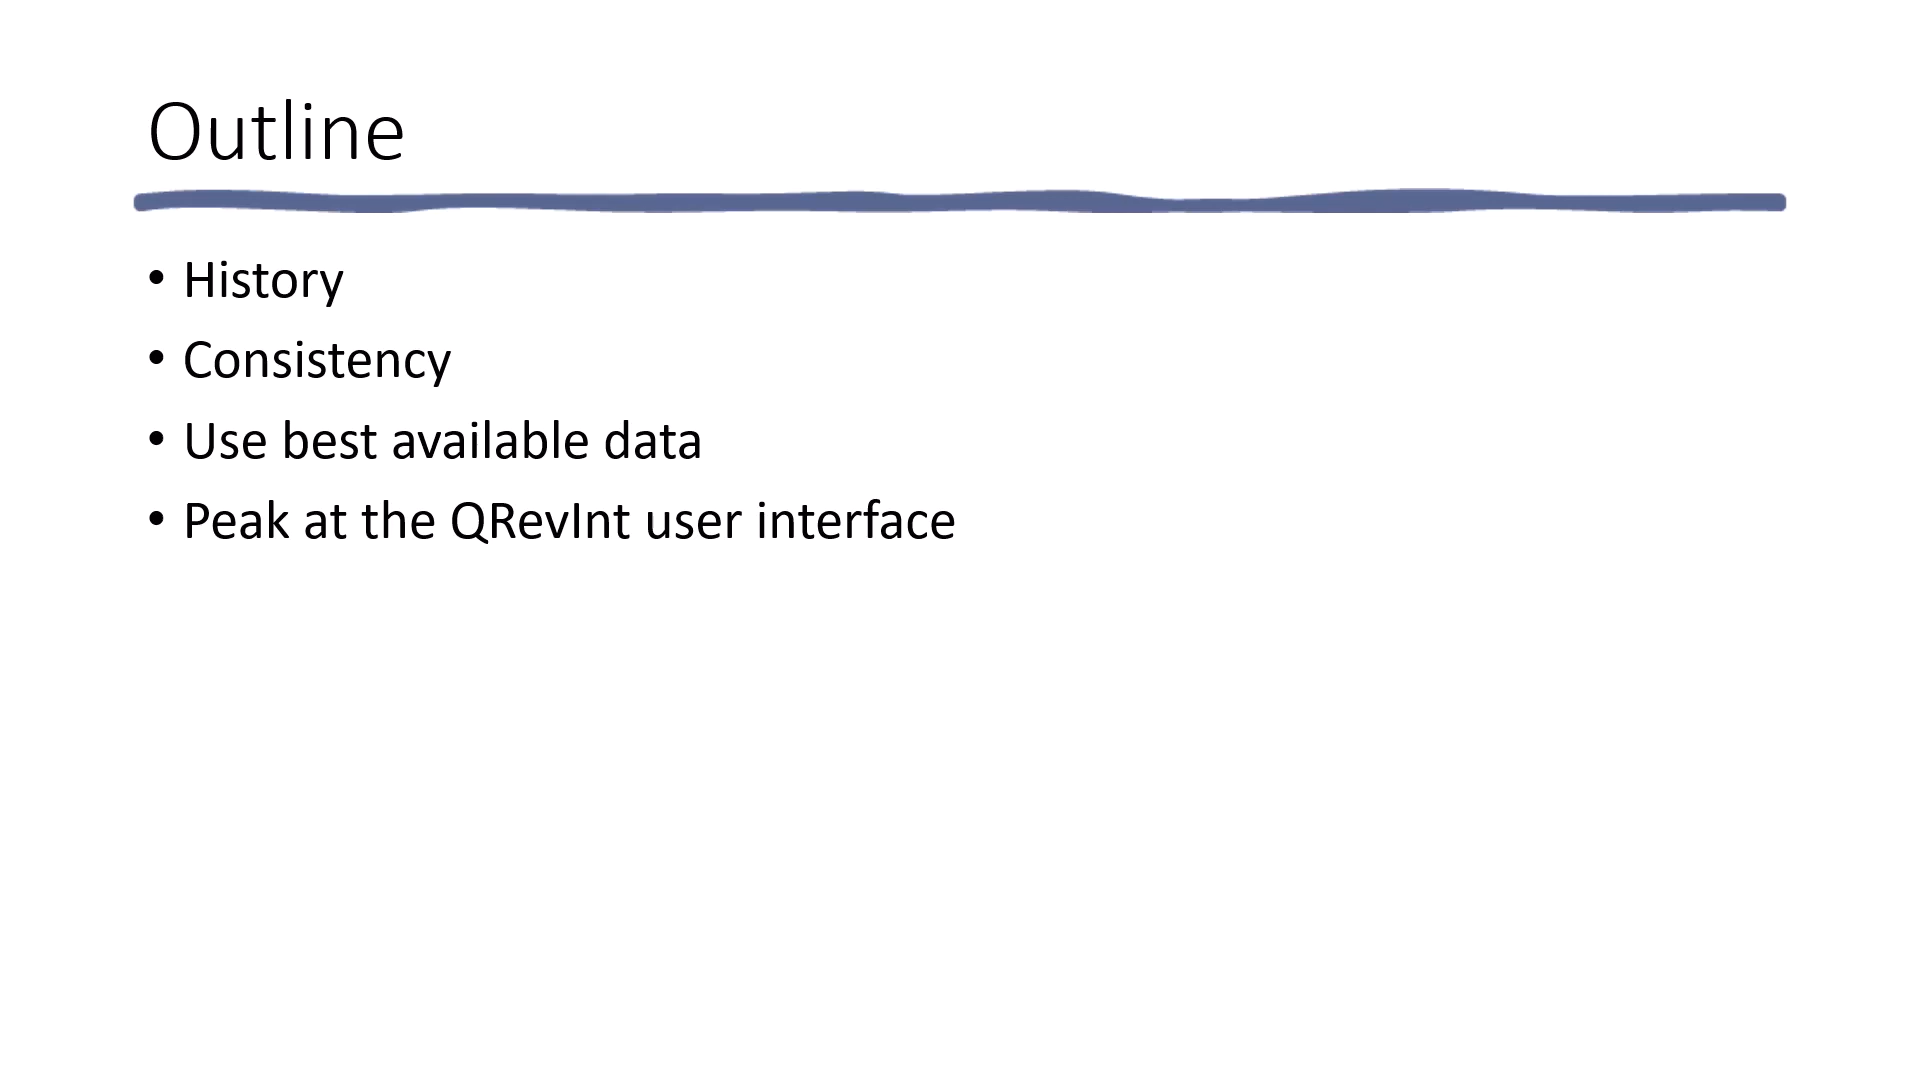 Outline
• History
• Consistency
• Use best available data
• Peak at the QRevInt user interface